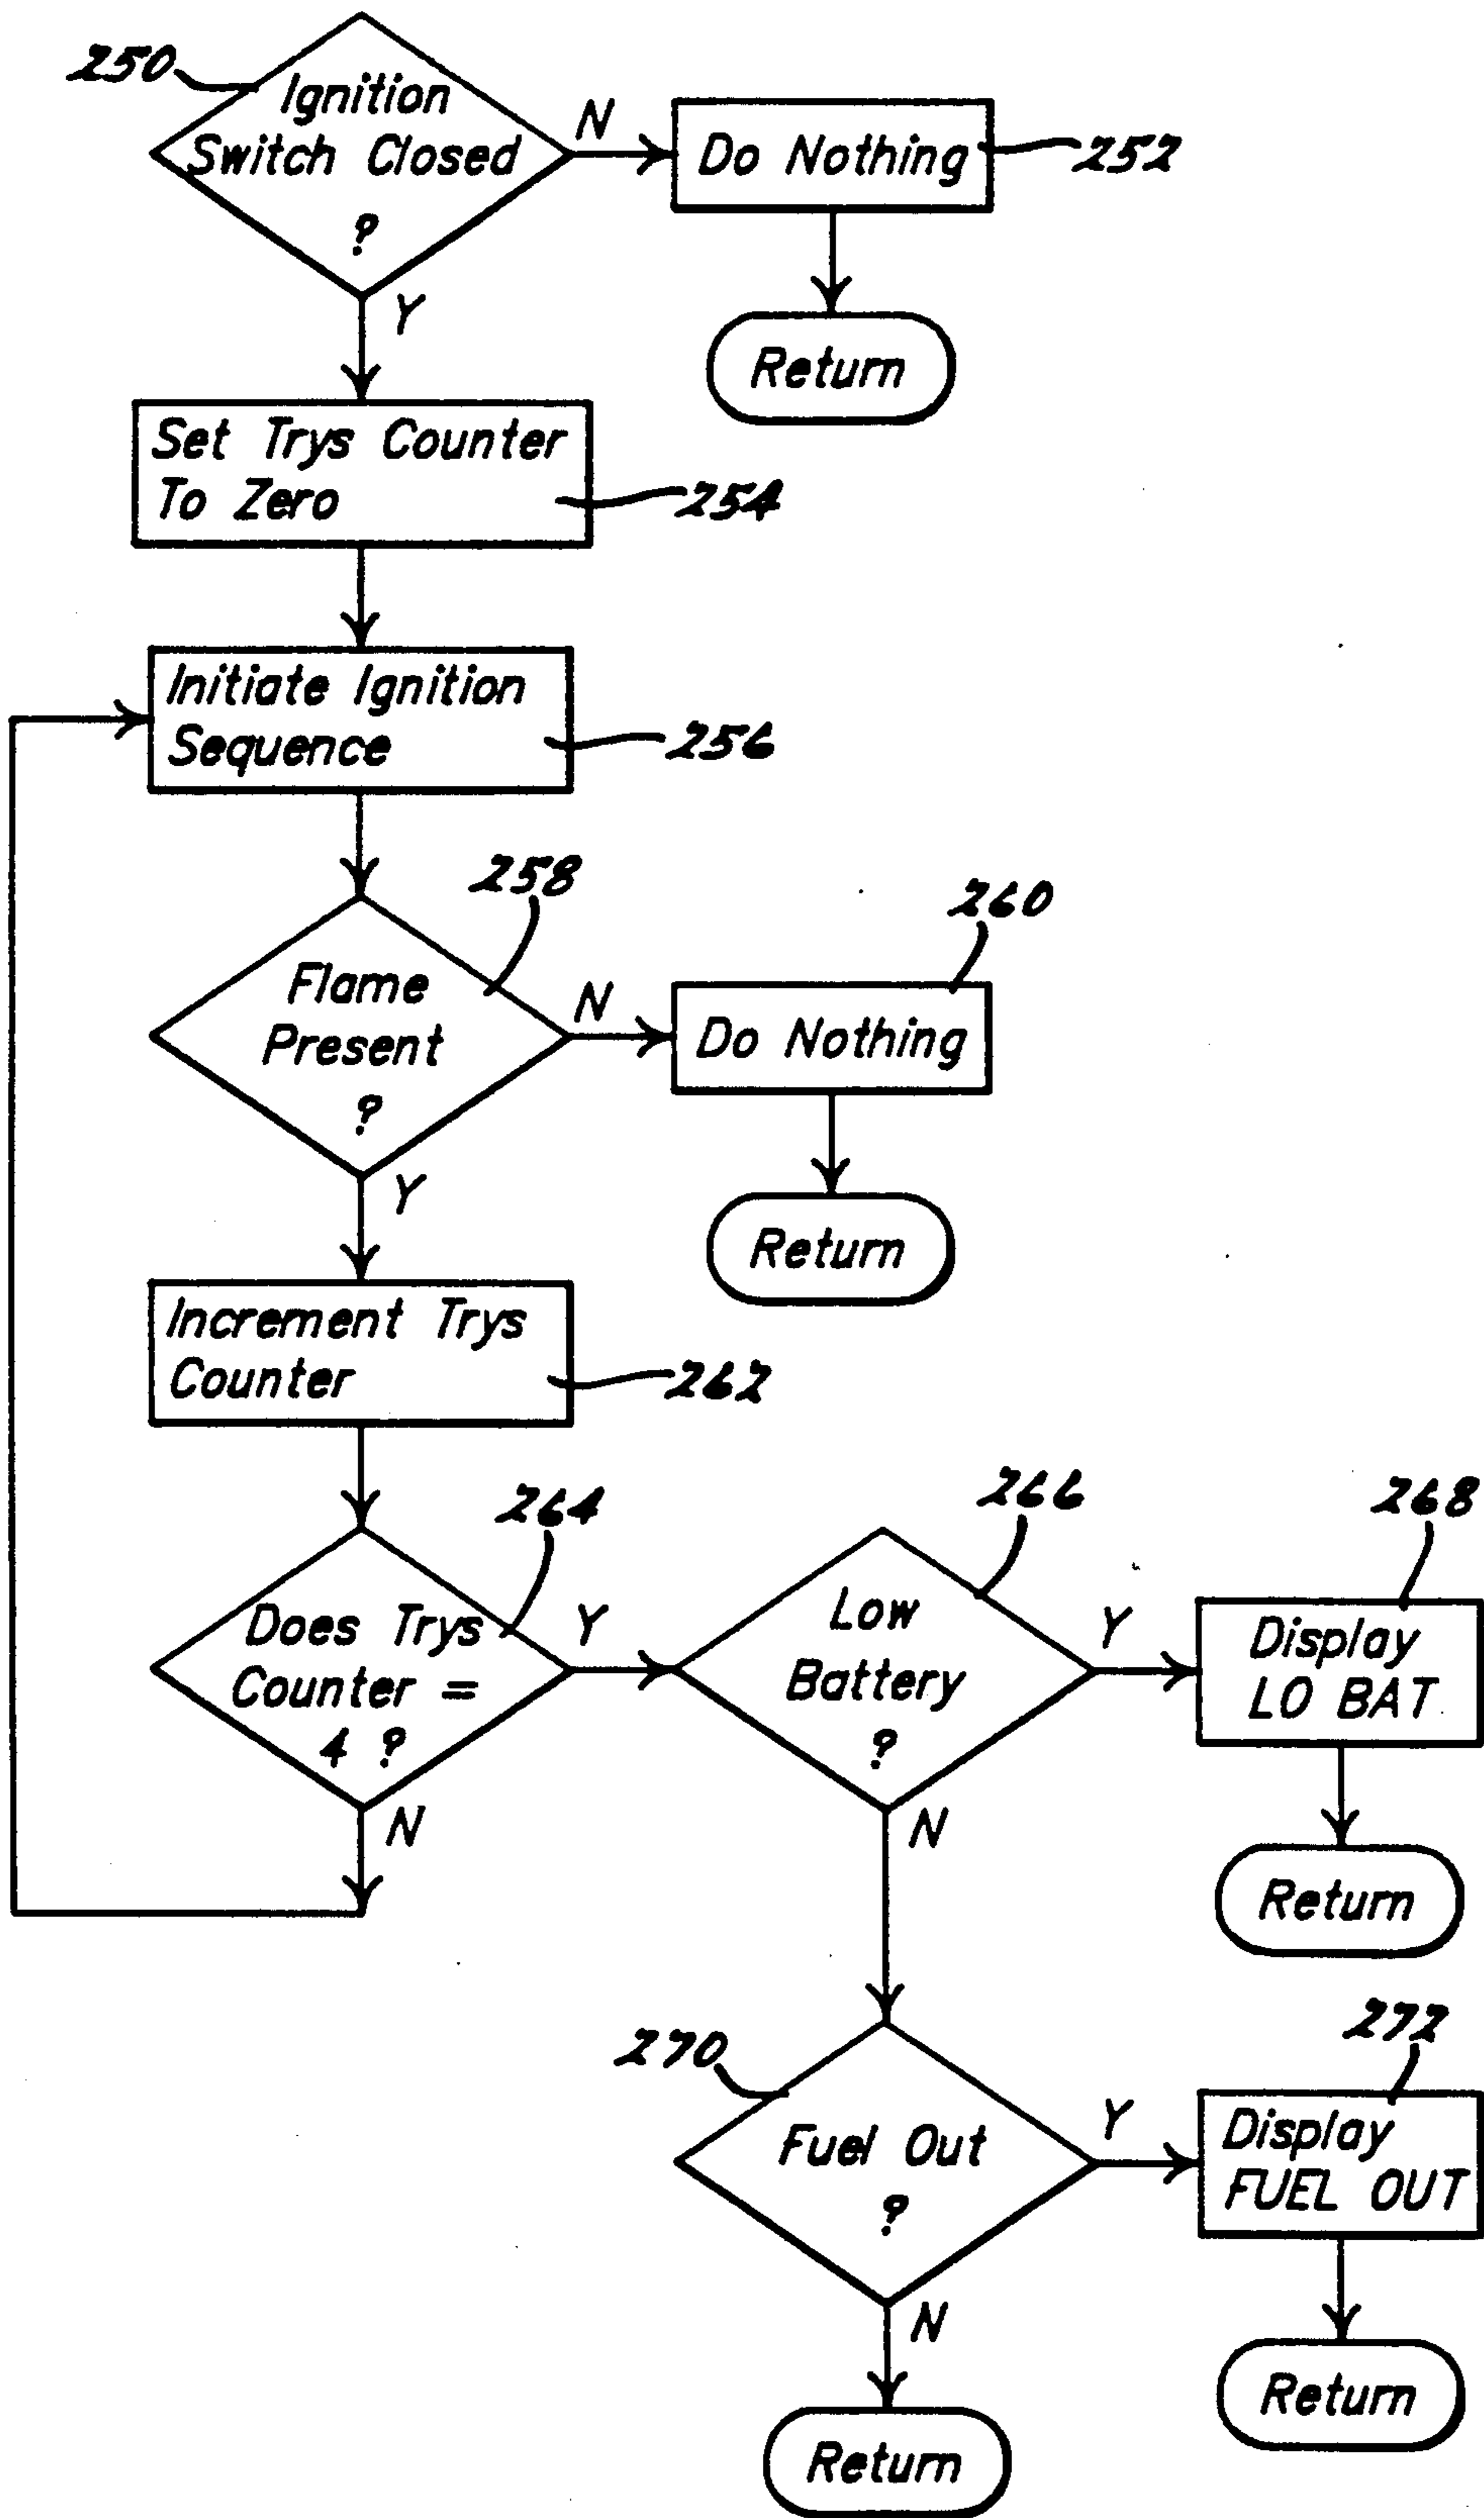 250
Ignition
Switch Closed
?
N
Do Nothing
252
Y
Return
Set Trys Counter
To Zero
254
Initiate Ignition
Sequence
256
258
Flame
Present
?
N
260
Do Nothing
Y
Return
Increment Trys
Counter
262
264
Does Trys
Counter =
4 ?
Y
N
266
Low
Battery
?
Y
N
268
Display
LO BAT
Return
270
Fuel Out
?
Y
N
272
Display
FUEL OUT
Return
Return